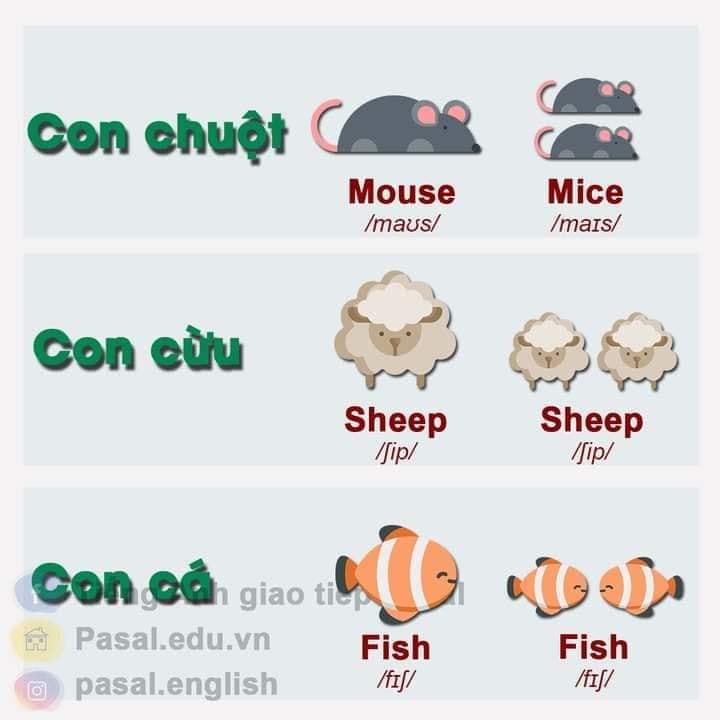 Con chuột
Mouse Mice
/maʊs/ /maɪs/
Con cừu
Sheep Sheep
/ʃip/ /ʃip/
Con cá
giao tiếp
Pasal.edu.vn
Fish Fish
/fɪʃ/ /fɪʃ/
pasal.english